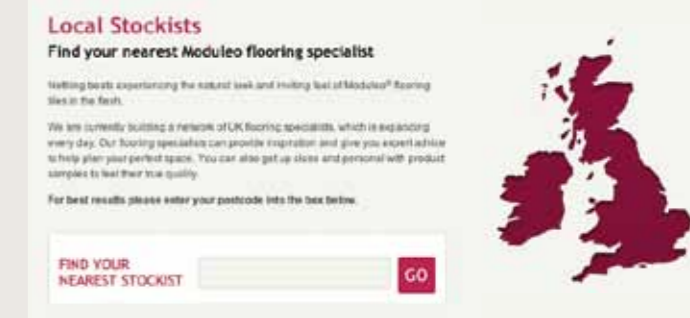 Local Stockists
Find your nearest Moduleo flooring specialist
Nothing beats experiencing the natural look and inviting feel of Moduleo® flooring
tiles in the flesh.
We are currently building a network of UK flooring specialists, which is expanding
every day. Our flooring specialists can provide inspiration and give you expert advice
to help plan your perfect space. You can also get up close and personal with product
samples to feel their true quality.
For best results please enter your postcode into the box below.
FIND YOUR
NEAREST STOCKIST
GO